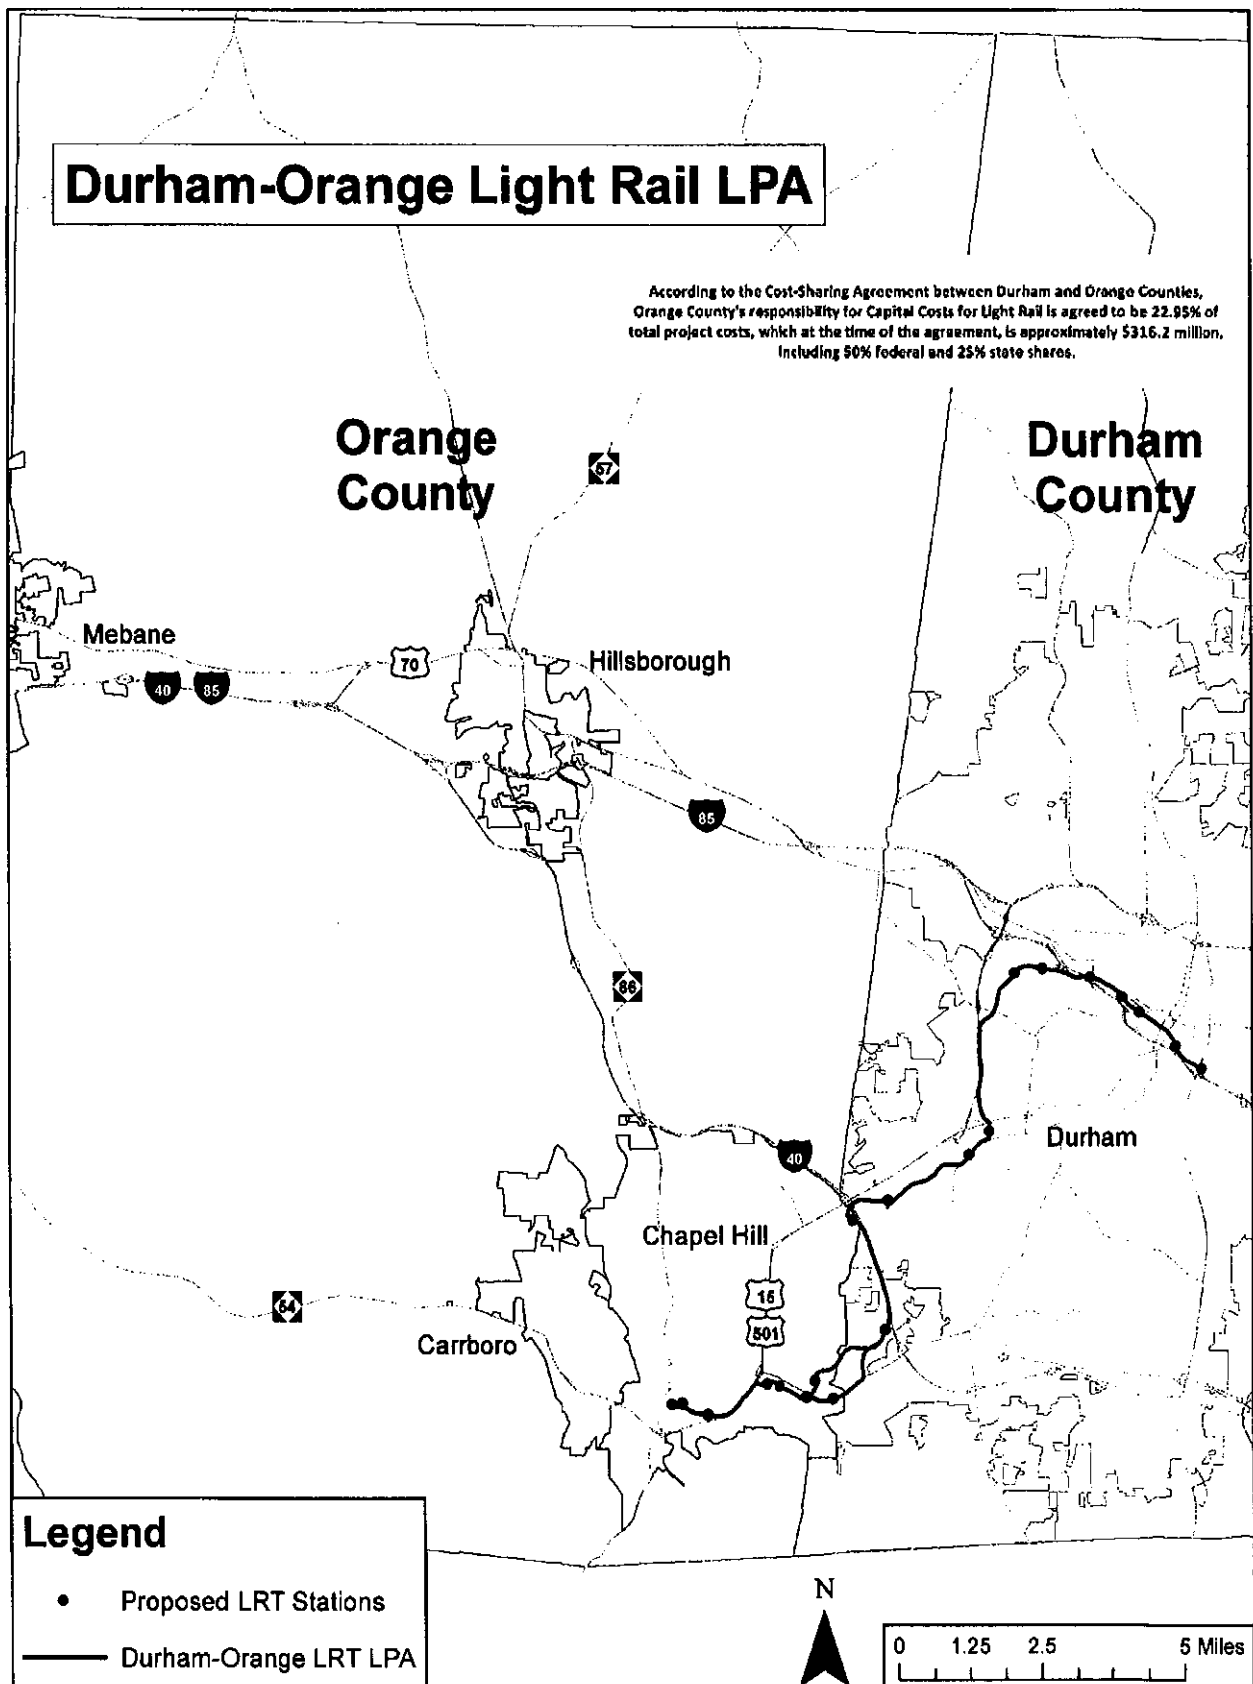 Durham-Orange Light Rail LPA
According to the Cost-Sharing Agreement between Durham and Orange Counties,
Orange County's responsibility for Capital Costs for Light Rail is agreed to be 22.95% of
total project costs, which at the time of the agreement, is approximately $316.2 million,
including 50% federal and 25% state shares.
Orange
County
Durham
County
57
Mebane
70
Hillsborough
40
85
85
86
40
Durham
Chapel Hill
15
501
54
Carrboro
Legend
Proposed LRT Stations
Durham-Orange LRT LPA
N
0 1.25 2.5 5 Miles